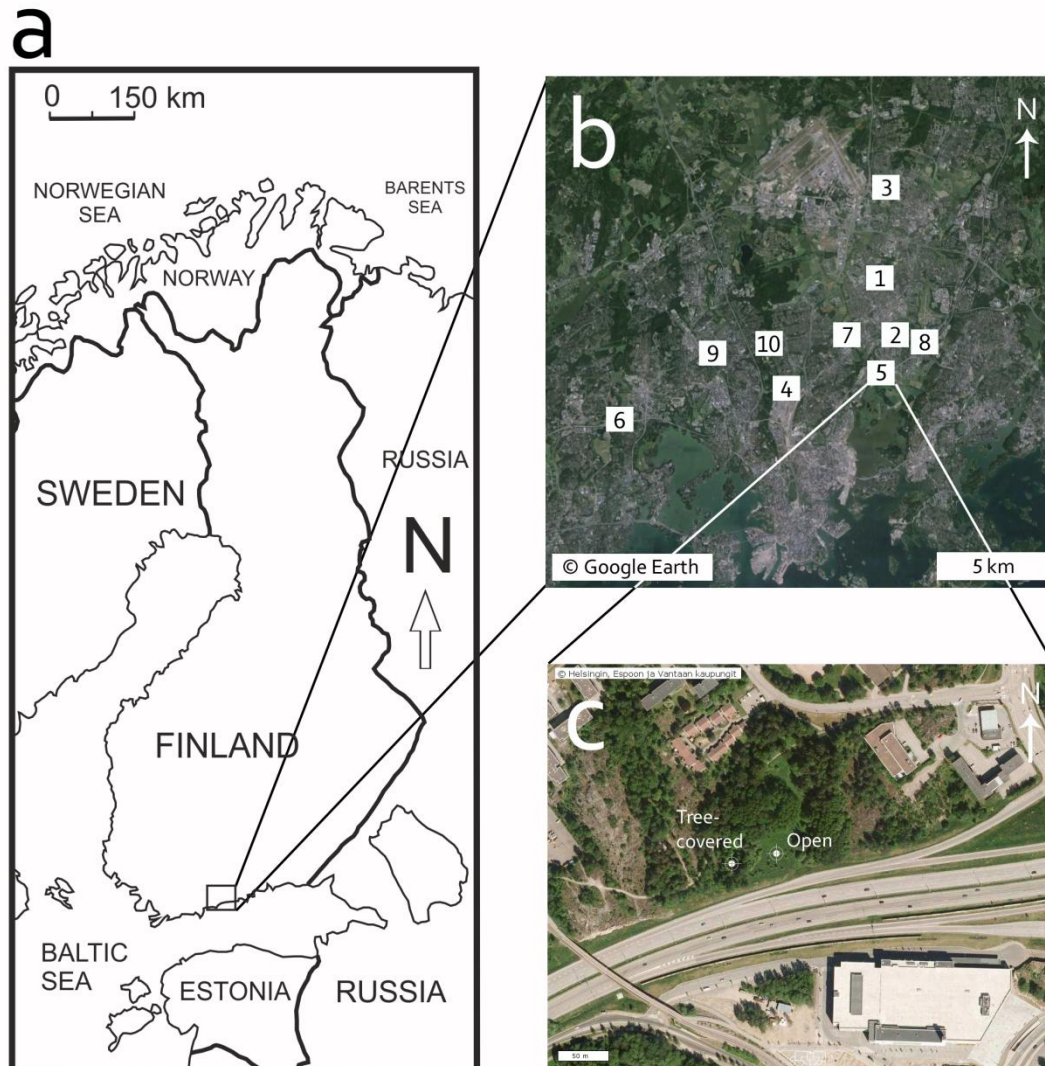 a
0 150 km
NORWEGIAN
SEA
BARENTS
SEA
NORWAY
RUSSIA
SWEDEN
N
FINLAND
BALTIC
SEA
ESTONIA
RUSSIA
b
N
3
1
7
2
8
9
10
5
4
6
© Google Earth
5 km
© Helsingin, Espoon ja Vantaan kaupungit
c
N
Tree-
covered
Open
50 m